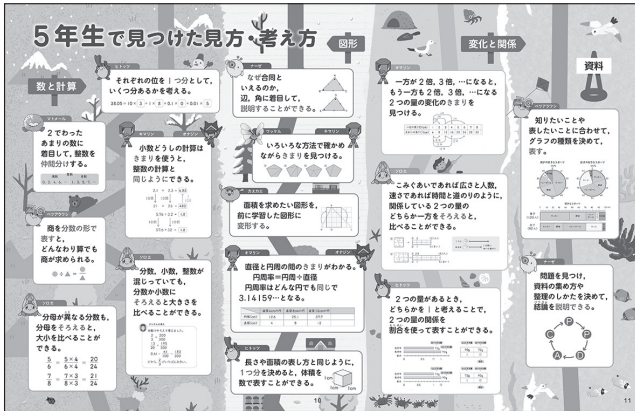 5年生で見つけた見方・考え方
数と計算
それぞれの位を1つ分として、
いくつ分あるかを考える。
2でわった
あまりの数に
着目して、整数を
仲間分けする。
商を分数の形で
表すと、
どんなわり算でも
商が求められる。
分母が異なる分数も、
分母をそろえると、
大小を比べることが
できる。
5/6=5×4/6×4=20/24
7/8=7×3/8×3=21/24
小数どうしの計算は
きまりを使うと、
整数の計算と
同じようにできる。
分数、小数、整数が
混じっていても、
分数か小数に
そろえると大きさを
比べることができる。
図形
なぜ合同と
いえるのか、
辺、角に着目して、
説明することができる。
いろいろな方法で確かめ
ながらきまりを見つける。
面積を求めたい図形を、
前に学習した図形に
変形する。
直径と円周の間のきまりがわかる。
円周率=円周÷直径
円周率はどんな円でも同じで
3.14159…となる。
長さや面積の表し方と同じように、
1つ分を決めると、体積も
数で表すことができる。
1cm
1cm
1cm
10
変化と関係
一方が2倍、3倍、…になると、
もう一方も2倍、3倍、…になる
2つの量の変化のきまりを
見つける。
こみぐあいであれば広さと人数、
速さであれば時間と道のりのように、
関係している2つの量の
どちらか一方をそろえると、
比べることができる。
2つの量があるとき、
どちらかを1と考えることで、
2つの量の関係を
割合を使って表すことができる。
資料
知りたいことや
表したいことに合わせて、
グラフの種類を決めて、
表す。
問題を見つけ、
資料の集め方や
整理のしかたを決めて、
結論を説明できる。
P
P
D
A
C
11